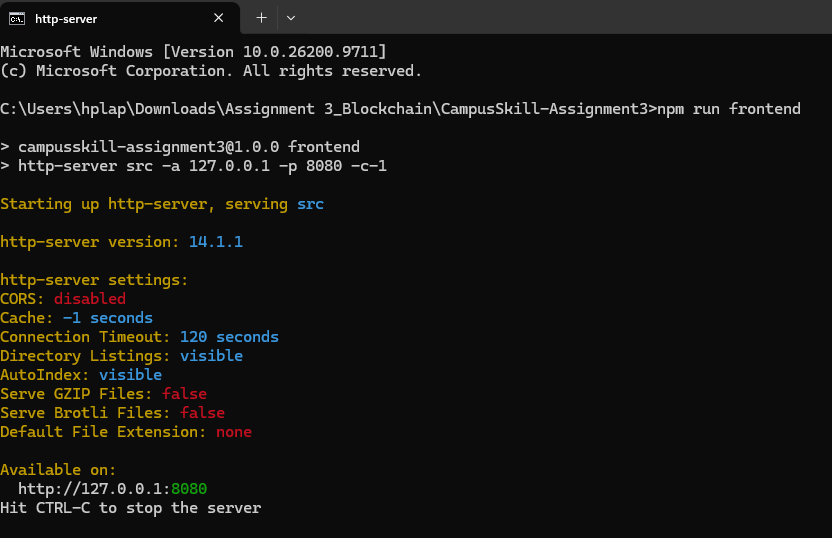 http-server
Microsoft Windows [Version 10.0.26200.9711]
(c) Microsoft Corporation. All rights reserved.
C:\Users\hplap\Downloads\Assignment 3_Blockchain\CampusSkill-Assignment3>npm run frontend
> campusskill-assignment3@1.0.0 frontend
> http-server src -a 127.0.0.1 -p 8080 -c-1
Starting up http-server, serving src
http-server version: 14.1.1
http-server settings:
CORS: disabled
Cache: -1 seconds
Connection Timeout: 120 seconds
Directory Listings: visible
AutoIndex: visible
Serve GZIP Files: false
Serve Brotli Files: false
Default File Extension: none
Available on:
  http://127.0.0.1:8080
Hit CTRL-C to stop the server